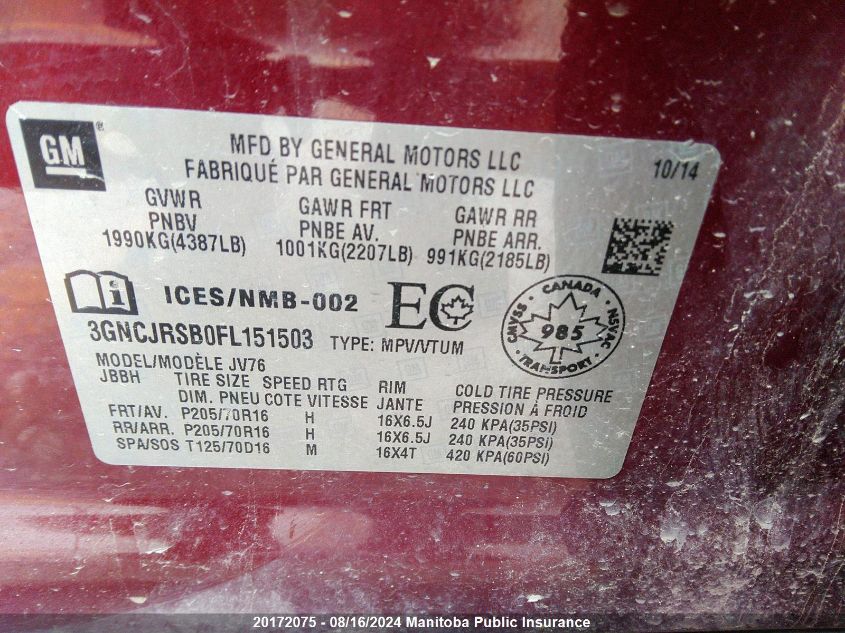 GM®
MFD BY GENERAL MOTORS LLC
FABRIQUÉ PAR GENERAL MOTORS LLC
10/14
GVWR
PNBV
1990KG(4387LB)
GAWR FRT
PNBE AV.
1001KG(2207LB)
GAWR RR
PNBE ARR.
991KG(2185LB)
i ICES/NMB-002 EC
CANADA
CMVSS 985 NSVAC
TRANSPORT
3GNCJRSB0FL151503 TYPE: MPV/VTUM
MODEL/MODÈLE JV76
JBBH TIRE SIZE SPEED RTG RIM COLD TIRE PRESSURE
DIM. PNEU COTE VITESSE JANTE PRESSION À FROID
FRT/AV. P205/70R16 H 16X6.5J 240 KPA(35PSI)
RR/ARR. P205/70R16 H 16X6.5J 240 KPA(35PSI)
SPA/SOS T125/70D16 M 16X4T 420 KPA(60PSI)
20172075 - 08/16/2024 Manitoba Public Insurance